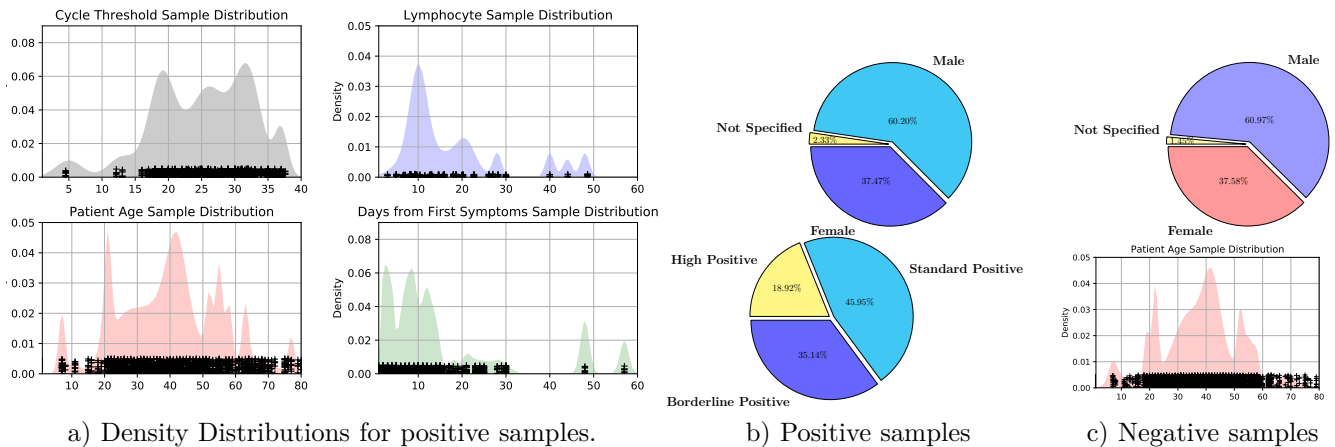 Cycle Threshold Sample Distribution
0.08
0.06
0.04
0.02
0.00
5 10 15 20 25 30 35 40
Lymphocyte Sample Distribution
Density
0.05
0.04
0.03
0.02
0.01
0.00
10 20 30 40 50 60
Patient Age Sample Distribution
0.05
0.04
0.03
0.02
0.01
0.00
10 20 30 40 50 60 70 80
Days from First Symptoms Sample Distribution
Density
0.08
0.06
0.04
0.02
0.00
10 20 30 40 50 60
a) Density Distributions for positive samples.
Male
60.20%
Not Specified
2.33%
37.47%
Female
High Positive
18.92%
Standard Positive
45.95%
35.14%
Borderline Positive
b) Positive samples
Male
60.97%
Not Specified
1.45%
37.58%
Female
Patient Age Sample Distribution
Density
0.05
0.04
0.03
0.02
0.01
0.00
10 20 30 40 50 60 70 80
c) Negative samples